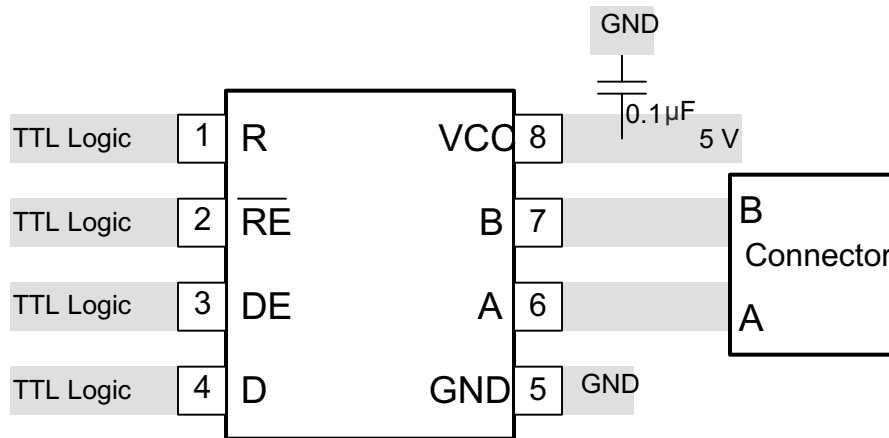 GND
0.1µF
TTL Logic 1 R VCC 8 5 V
TTL Logic 2 RE B 7 B
Connector
TTL Logic 3 DE A 6 A
TTL Logic 4 D GND 5 GND